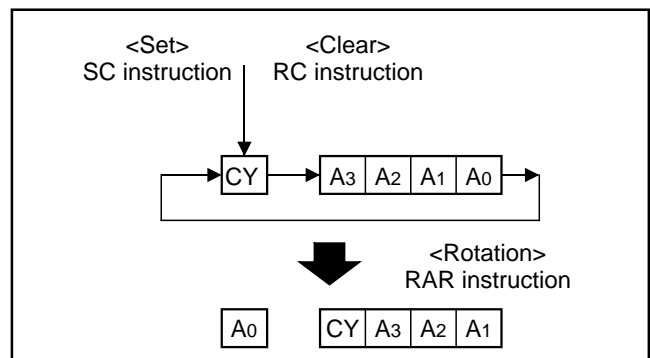 <Set> <Clear>
SC instruction RC instruction
CY A3 A2 A1 A0
<Rotation>
RAR instruction
A0 CY A3 A2 A1